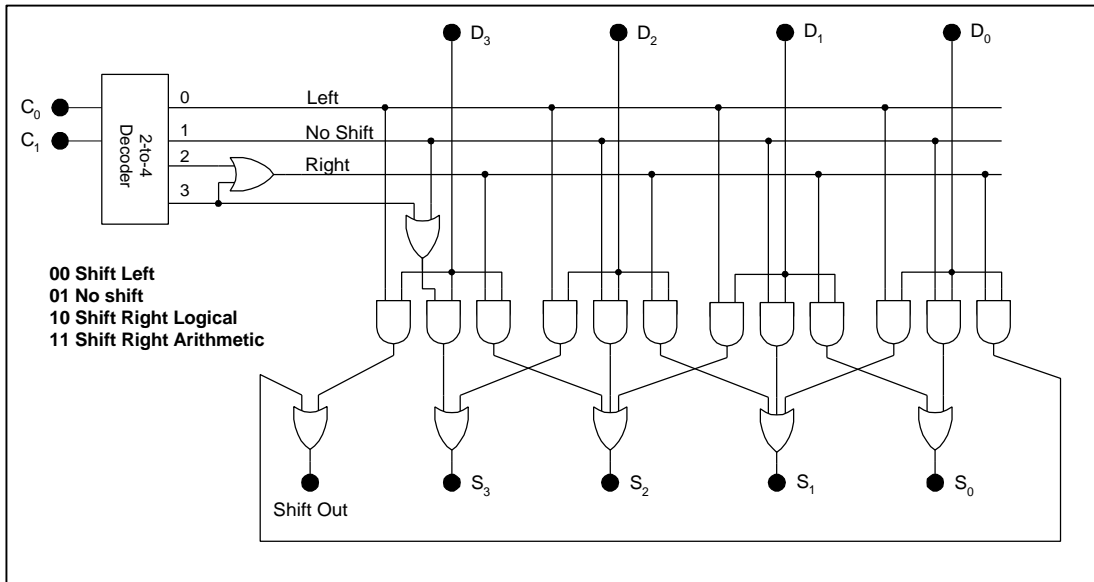 D₃ D₂ D₁ D₀
0 Left
C₀
1 No Shift
C₁
2-to-4
Decoder
2 Right
3
00 Shift Left
01 No shift
10 Shift Right Logical
11 Shift Right Arithmetic
S₃ S₂ S₁ S₀
Shift Out